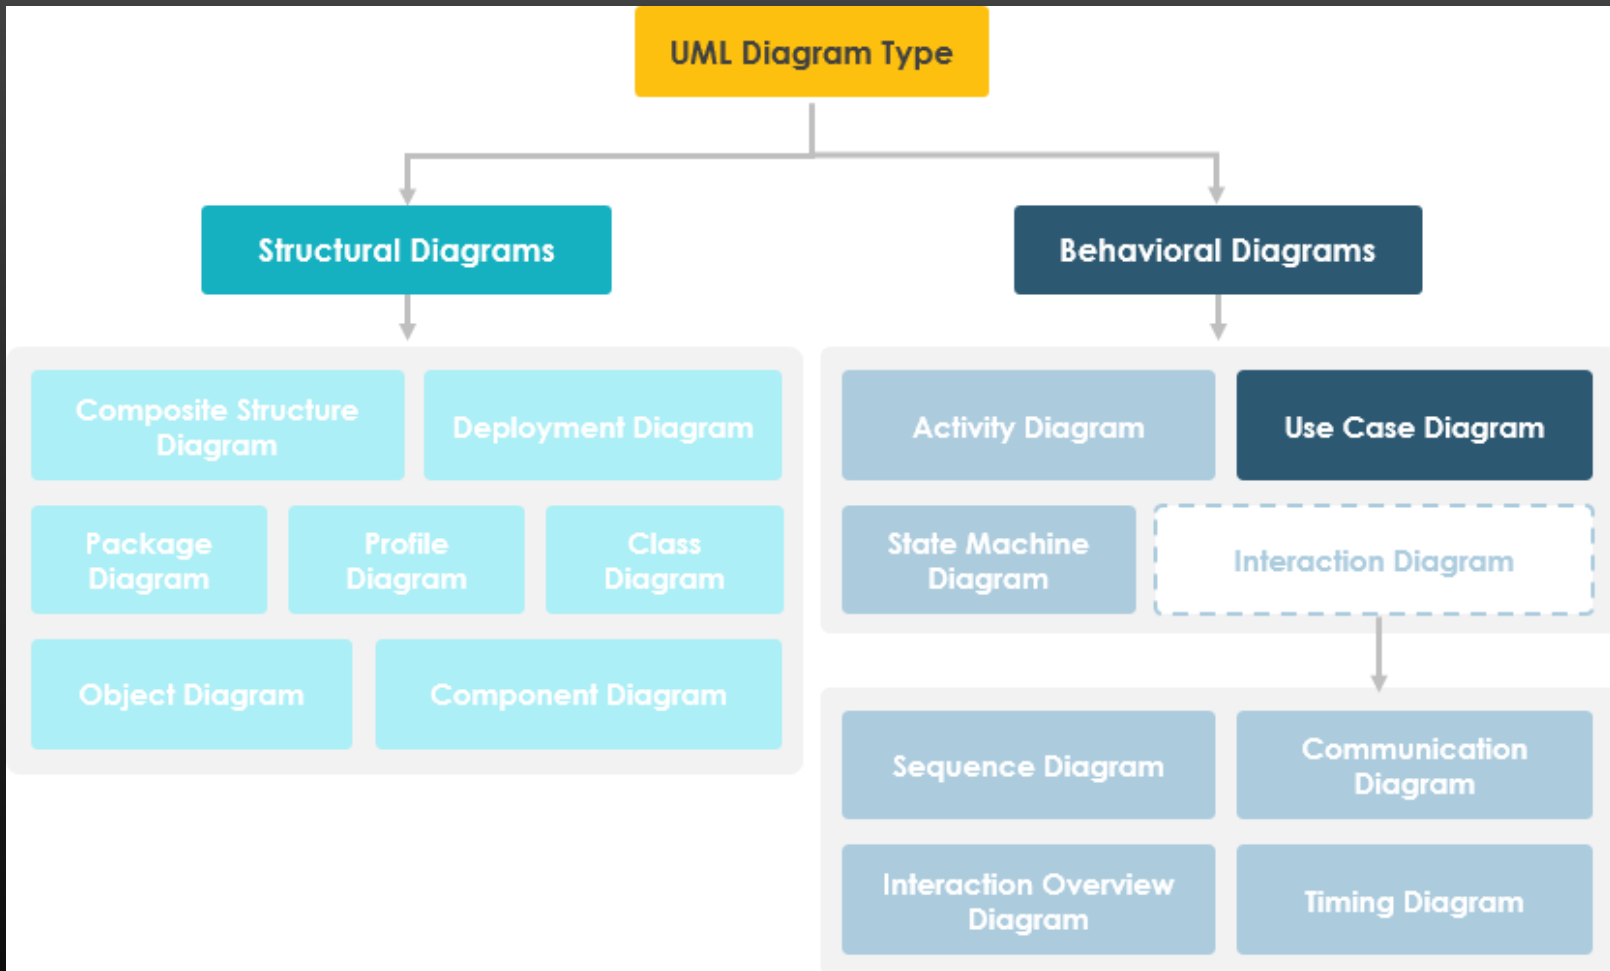 UML Diagram Type
Structural Diagrams
Behavioral Diagrams
Composite Structure
Diagram
Deployment Diagram
Package
Diagram
Profile
Diagram
Class
Diagram
Object Diagram
Component Diagram
Activity Diagram
Use Case Diagram
State Machine
Diagram
Interaction Diagram
Sequence Diagram
Communication
Diagram
Interaction Overview
Diagram
Timing Diagram